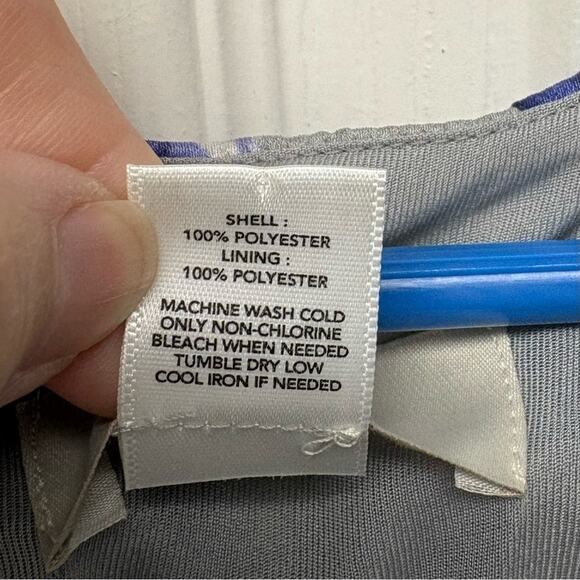 SHELL :
100% POLYESTER
LINING :
100% POLYESTER
MACHINE WASH COLD
ONLY NON-CHLORINE
BLEACH WHEN NEEDED
TUMBLE DRY LOW
COOL IRON IF NEEDED